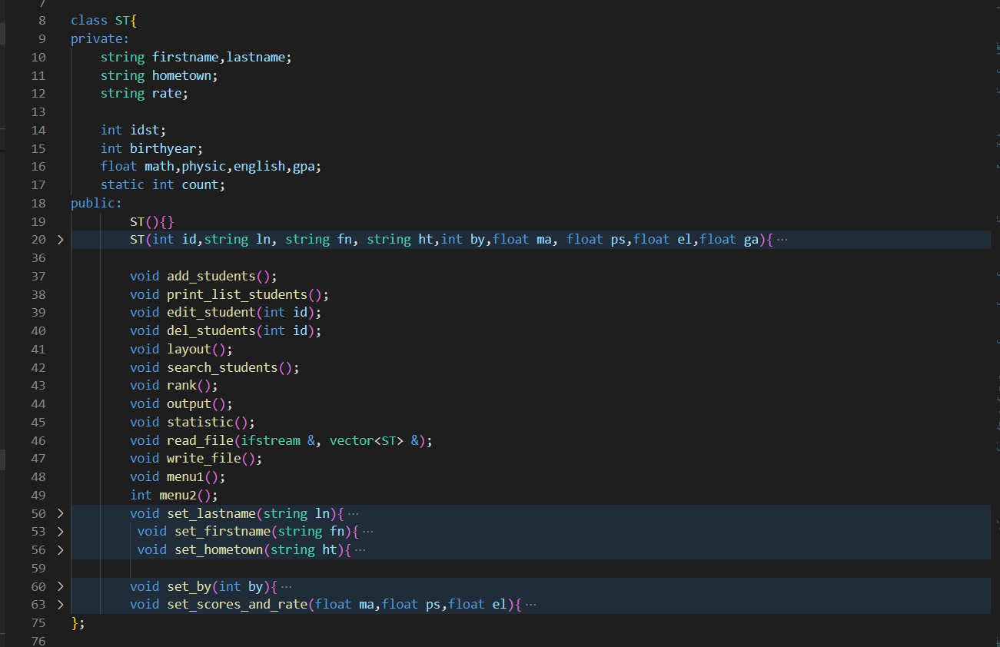 7
8 class ST{
9 private:
10 string firstname,lastname;
11 string hometown;
12 string rate;
13
14 int idst;
15 int birthyear;
16 float math,physic,english,gpa;
17 static int count;
18 public:
19 ST(){}
20 > ST(int id,string ln, string fn, string ht,int by,float ma, float ps,float el,float ga){ ···
36
37 void add_students();
38 void print_list_students();
39 void edit_student(int id);
40 void del_students(int id);
41 void layout();
42 void search_students();
43 void rank();
44 void output();
45 void statistic();
46 void read_file(ifstream &, vector<ST> &);
47 void write_file();
48 void menu1();
49 int menu2();
50 > void set_lastname(string ln){ ···
53 > void set_firstname(string fn){ ···
56 > void set_hometown(string ht){ ···
59
60 > void set_by(int by){ ···
63 > void set_scores_and_rate(float ma,float ps,float el){ ···
75 };
76